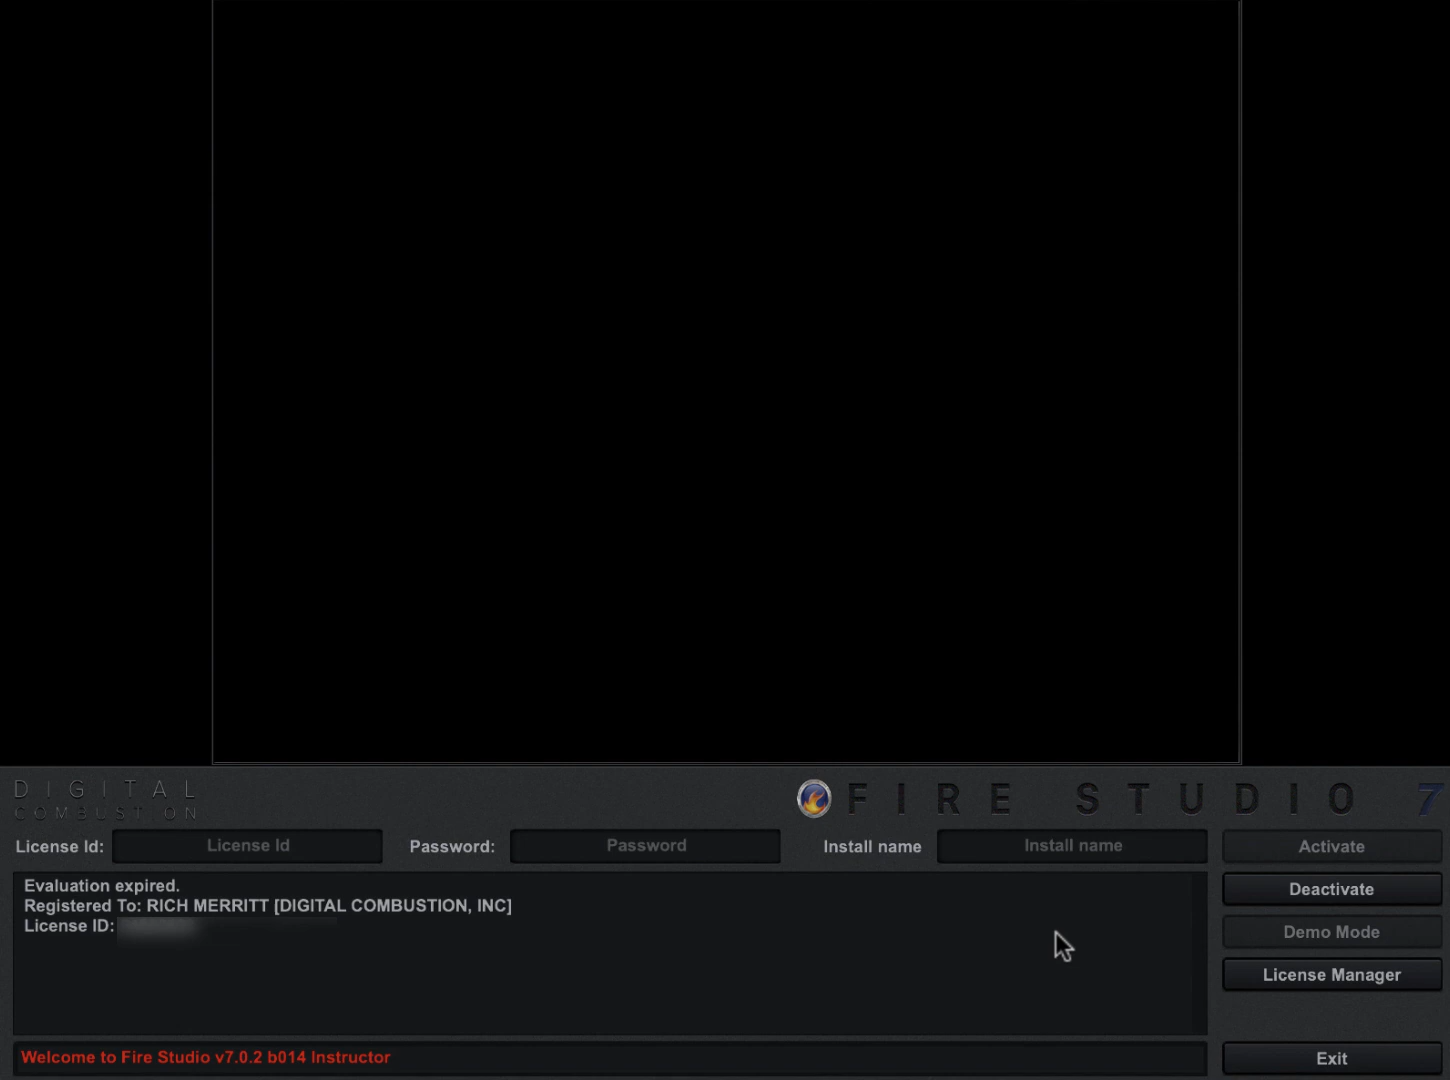 DIGITAL
COMBUSTION
FIRE STUDIO 7
License Id: License Id Password: Password Install name Install name Activate
Evaluation expired.
Registered To: RICH MERRITT [DIGITAL COMBUSTION, INC]
License ID:
Deactivate
Demo Mode
License Manager
Welcome to Fire Studio v7.0.2 b014 Instructor
Exit